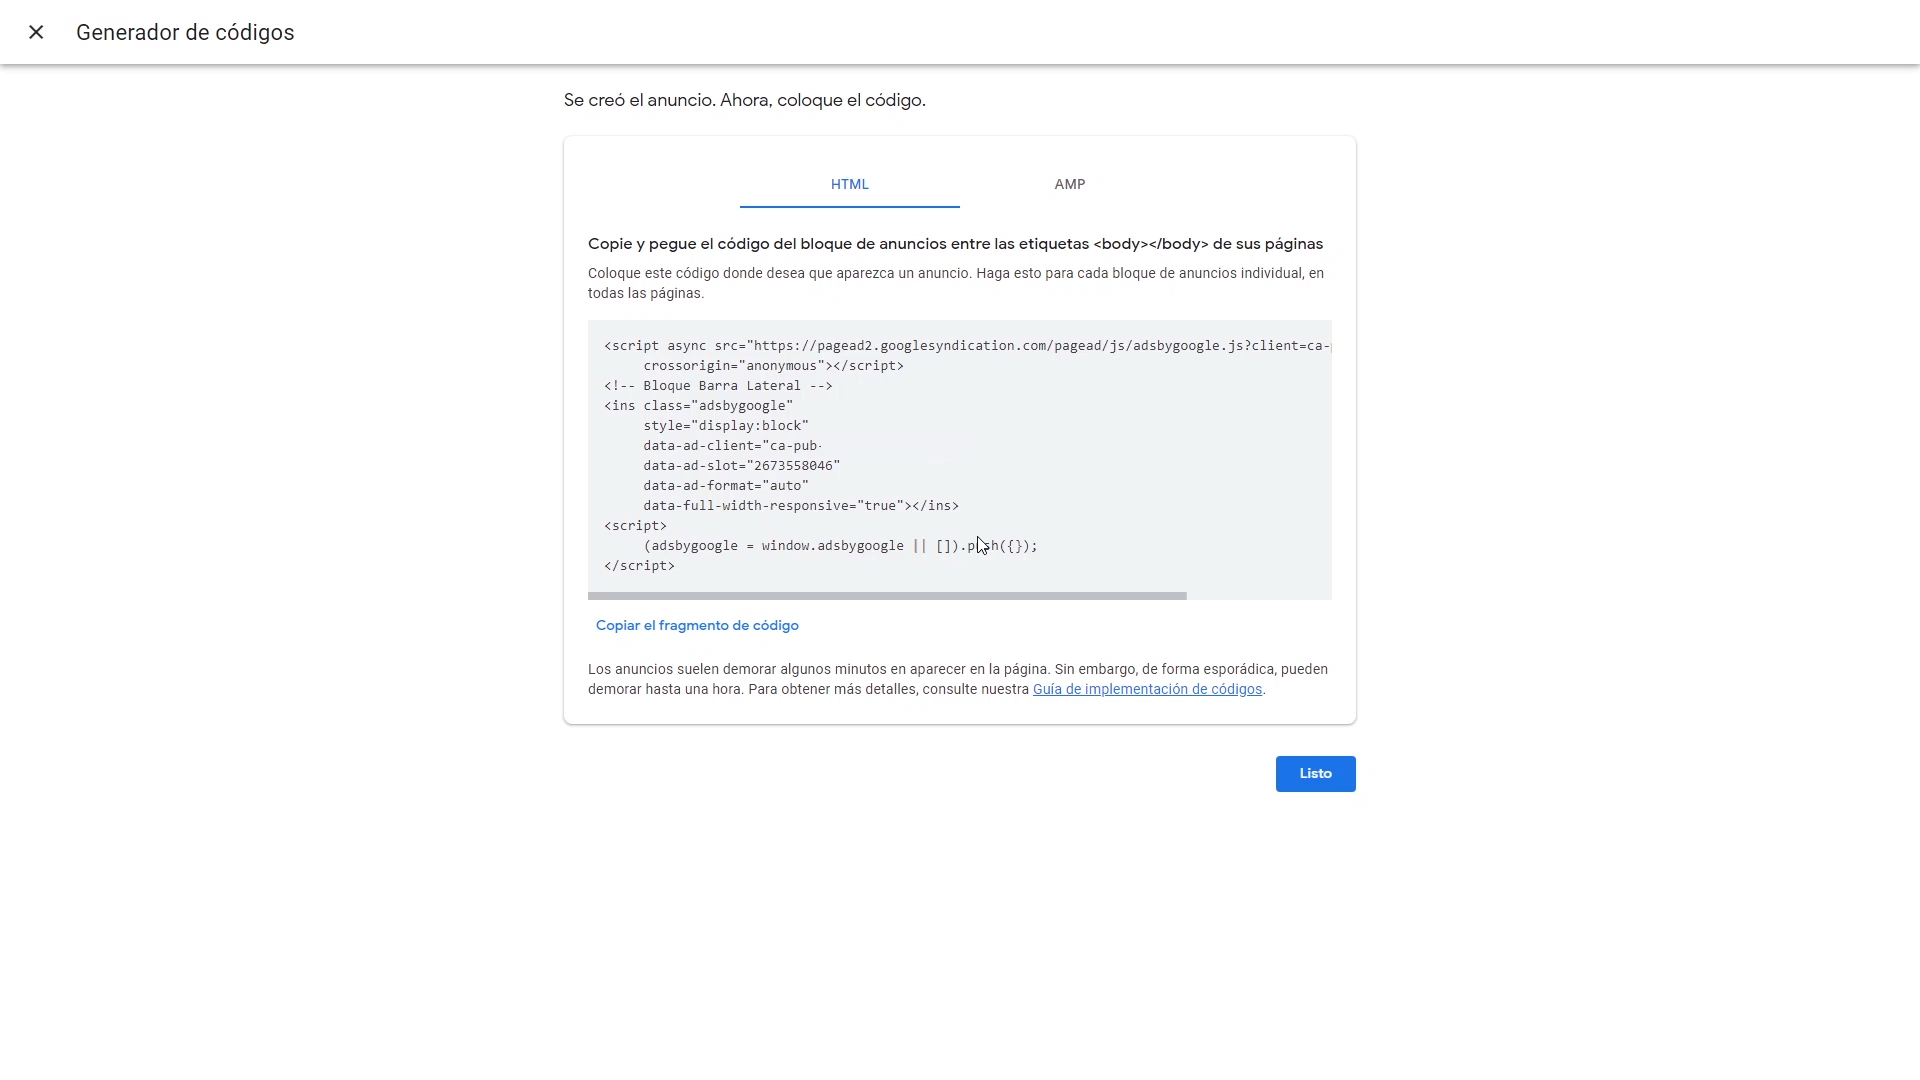 Generador de códigos
Se creó el anuncio. Ahora, coloque el código.
HTML AMP
Copie y pegue el código del bloque de anuncios entre las etiquetas <body></body> de sus páginas
Coloque este código donde desea que aparezca un anuncio. Haga esto para cada bloque de anuncios individual, en
todas las páginas.
<script async src="https://pagead2.googlesyndication.com/pagead/js/adsbygoogle.js?client=ca-
crossorigin="anonymous"></script>
<!-- Bloque Barra Lateral -->
<ins class="adsbygoogle"
style="display:block"
data-ad-client="ca-pub-
data-ad-slot="2673558046"
data-ad-format="auto"
data-full-width-responsive="true"></ins>
<script>
(adsbygoogle = window.adsbygoogle || []).push({});
</script>
Copiar el fragmento de código
Los anuncios suelen demorar algunos minutos en aparecer en la página. Sin embargo, de forma esporádica, pueden
demorar hasta una hora. Para obtener más detalles, consulte nuestra Guía de implementación de códigos.
Listo